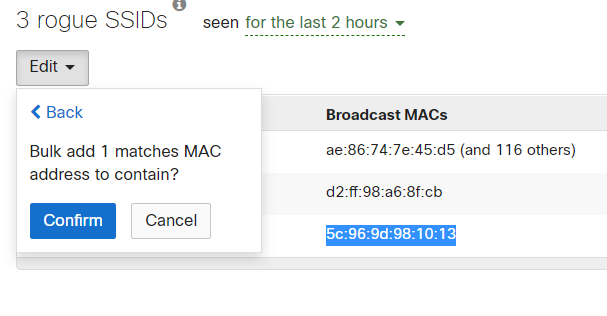 3 rogue SSIDs i seen for the last 2 hours
Edit
Back
Bulk add 1 matches MAC
address to contain?
Confirm Cancel
Broadcast MACs
ae:86:74:7e:45:d5 (and 116 others)
d2:ff:98:a6:8f:cb
5c:96:9d:98:10:13